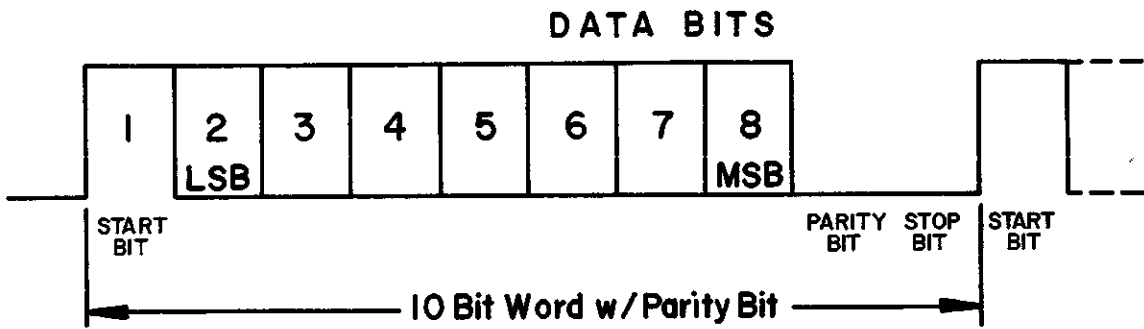 DATA BITS
1 2 3 4 5 6 7 8
LSB MSB
START BIT
PARITY BIT
STOP BIT
START BIT
10 Bit Word w/Parity Bit